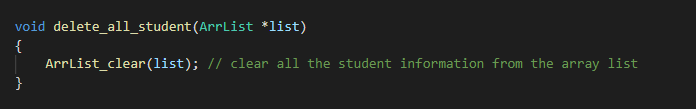 void delete_all_student(ArrList *list)
{
    ArrList_clear(list); // clear all the student information from the array list
}